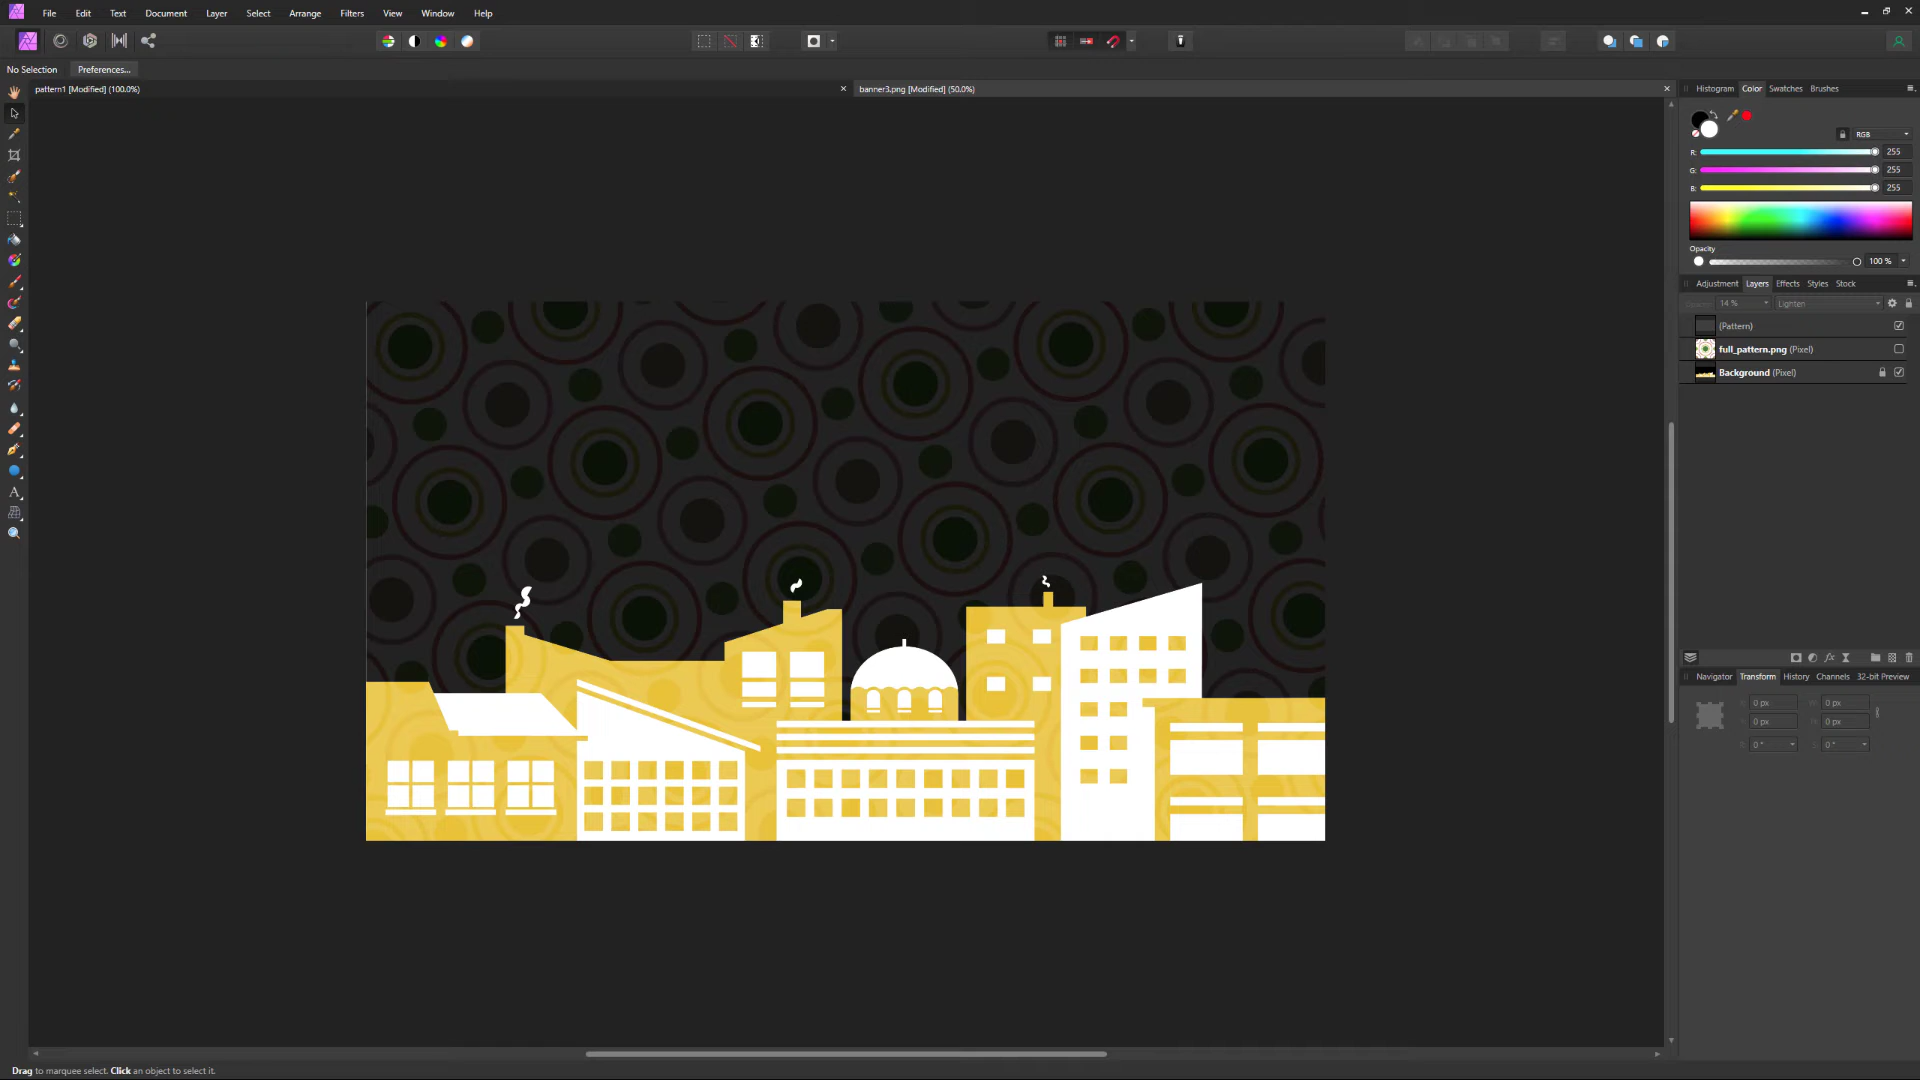 File Edit Text Document Layer Select Arrange Filters View Window Help
No Selection Preferences...
pattern1 [Modified] (100.0%)
banner3.png [Modified] (50.0%)
Histogram Color Swatches Brushes
RGB
R: 255
G: 255
B: 255
Opacity
100 %
Adjustment Layers Effects Styles Stock
Opacity: 14 % Lighten
(Pattern)
full_pattern.png (Pixel)
Background (Pixel)
Navigator Transform History Channels 32-bit Preview
X: 0 px W: 0 px
Y: 0 px H: 0 px
R: 0 ° S: 0 °
Drag to marquee select. Click an object to select it.